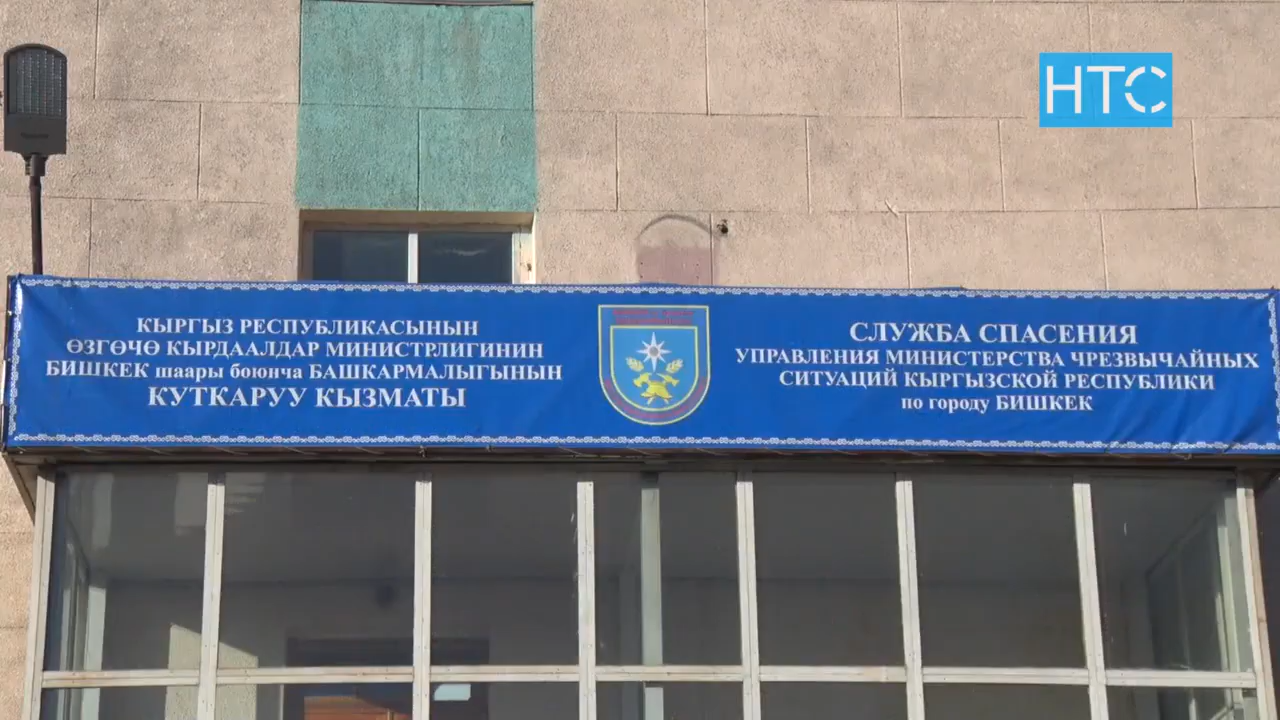 НТС
КЫРГЫЗ РЕСПУБЛИКАСЫНЫН
ӨЗГӨЧӨ КЫРДААЛДАР МИНИСТРЛИГИНИН
БИШКЕК шаары боюнча БАШКАРМАЛЫГЫНЫН
КУТКАРУУ КЫЗМАТЫ
СЛУЖБА СПАСЕНИЯ
УПРАВЛЕНИЯ МИНИСТЕРСТВА ЧРЕЗВЫЧАЙНЫХ
СИТУАЦИЙ КЫРГЫЗСКОЙ РЕСПУБЛИКИ
по городу БИШКЕК